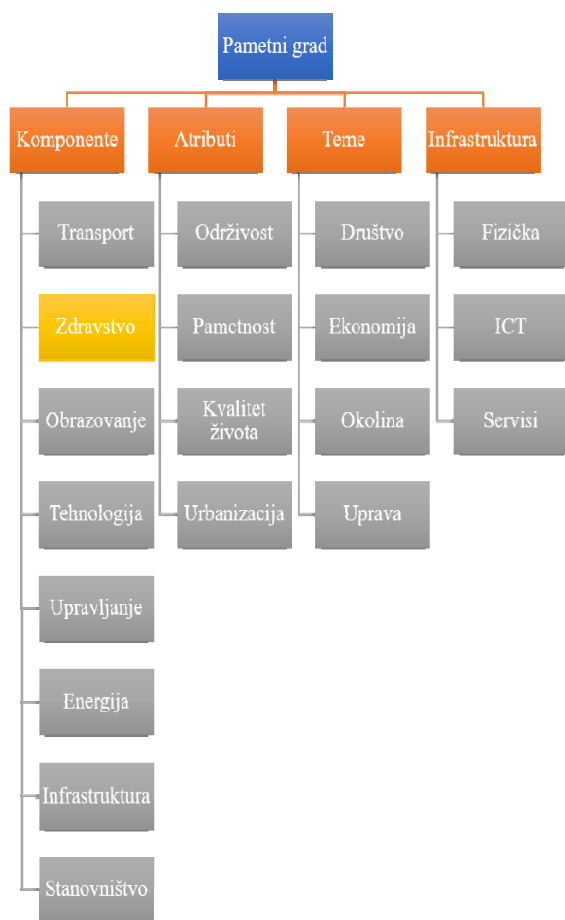 Pametni grad
Komponente
Atributi
Teme
Infrastruktura
Transport
Zdravstvo
Obrazovanje
Tehnologija
Upravljanje
Energija
Infrastruktura
Stanovništvo
Održivost
Pametnost
Kvalitet
života
Urbanizacija
Društvo
Ekonomija
Okolina
Uprava
Fizička
ICT
Servisi